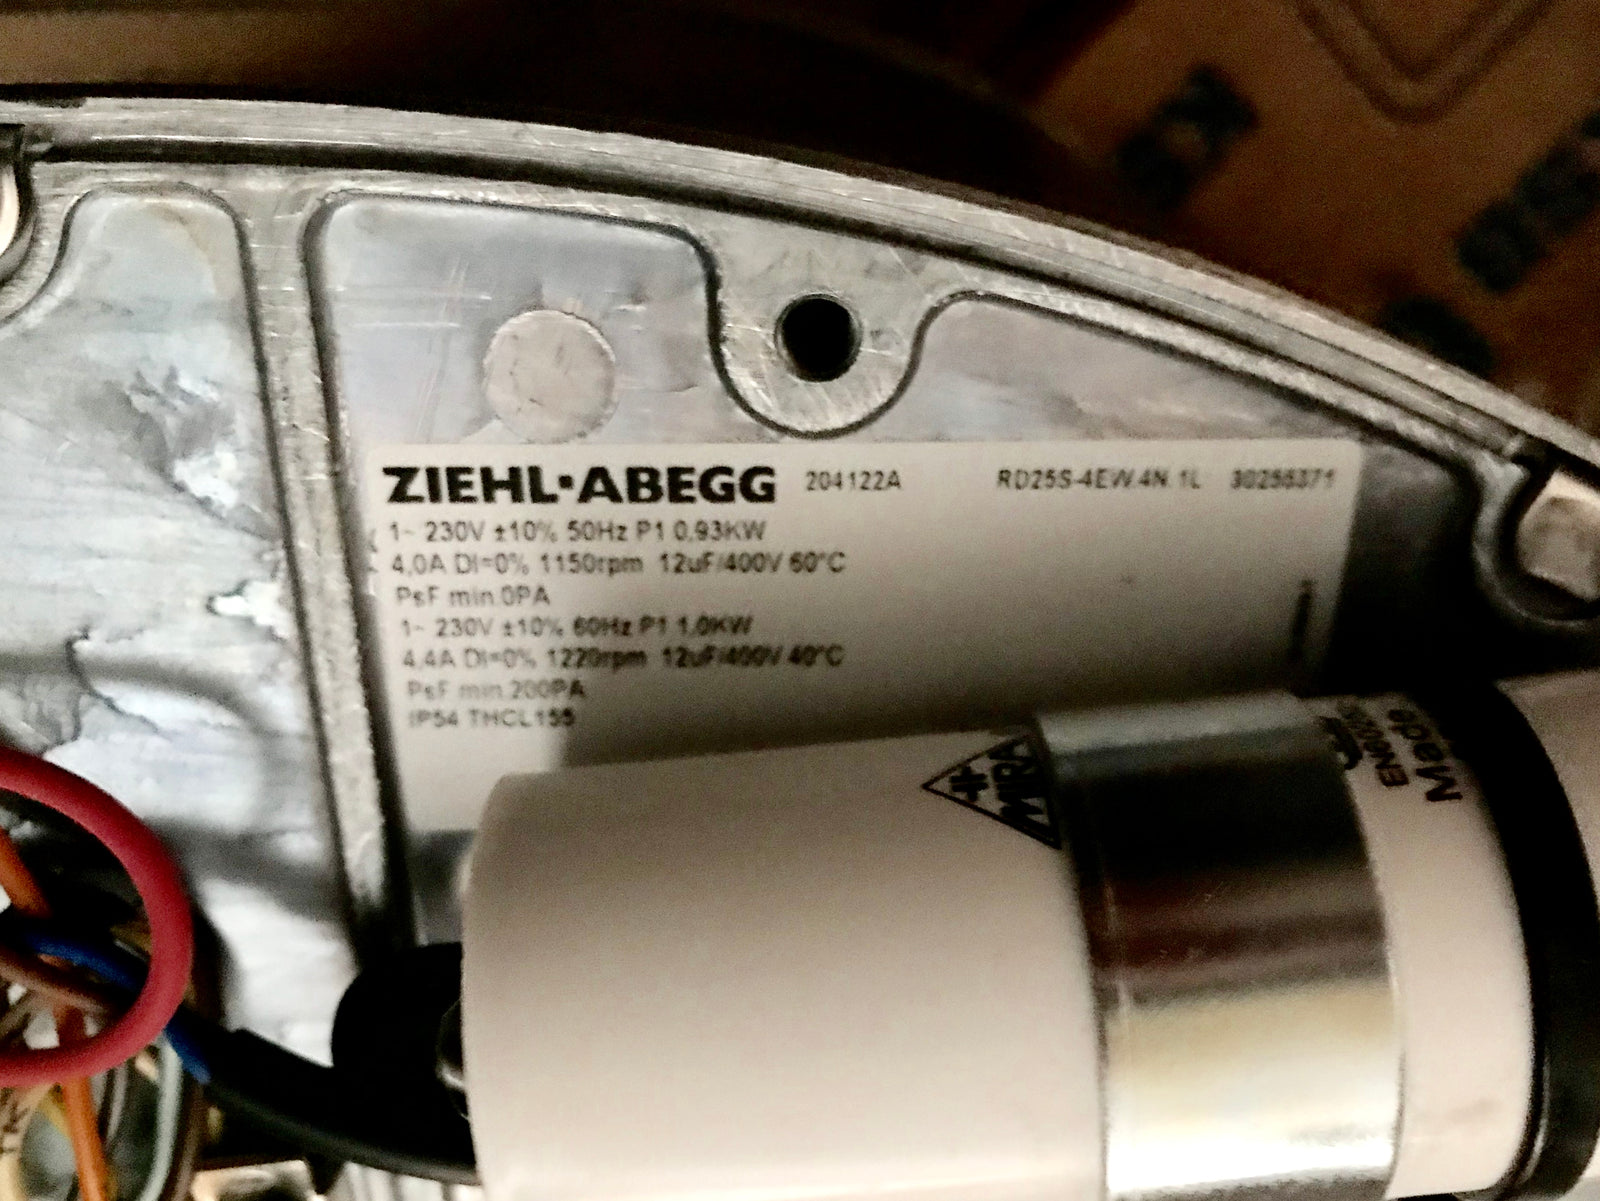 ZIEHL-ABEGG 204122A RD25S-4EW.4N.1L 30256371
1~ 230V ±10% 50Hz P1 0,93KW
4,0A DI=0% 1150rpm 12uF/400V 60°C
PsF min.0PA
1~ 230V ±10% 60Hz P1 1,0KW
4,4A DI=0% 1220rpm 12uF/400V 40°C
PsF min.200PA
IP54 THCL155
MIRA
Made